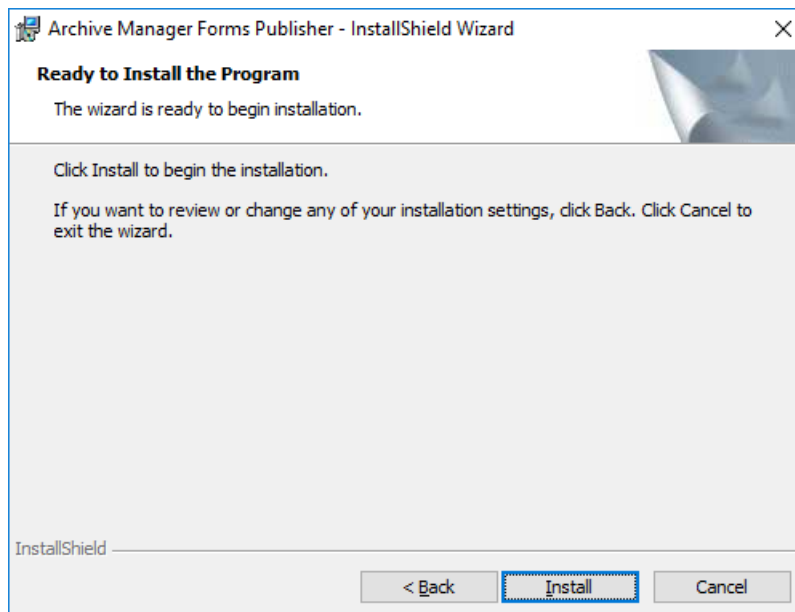 Archive Manager Forms Publisher - InstallShield Wizard
Ready to Install the Program
The wizard is ready to begin installation.
Click Install to begin the installation.
If you want to review or change any of your installation settings, click Back. Click Cancel to
exit the wizard.
InstallShield
< Back
Install
Cancel